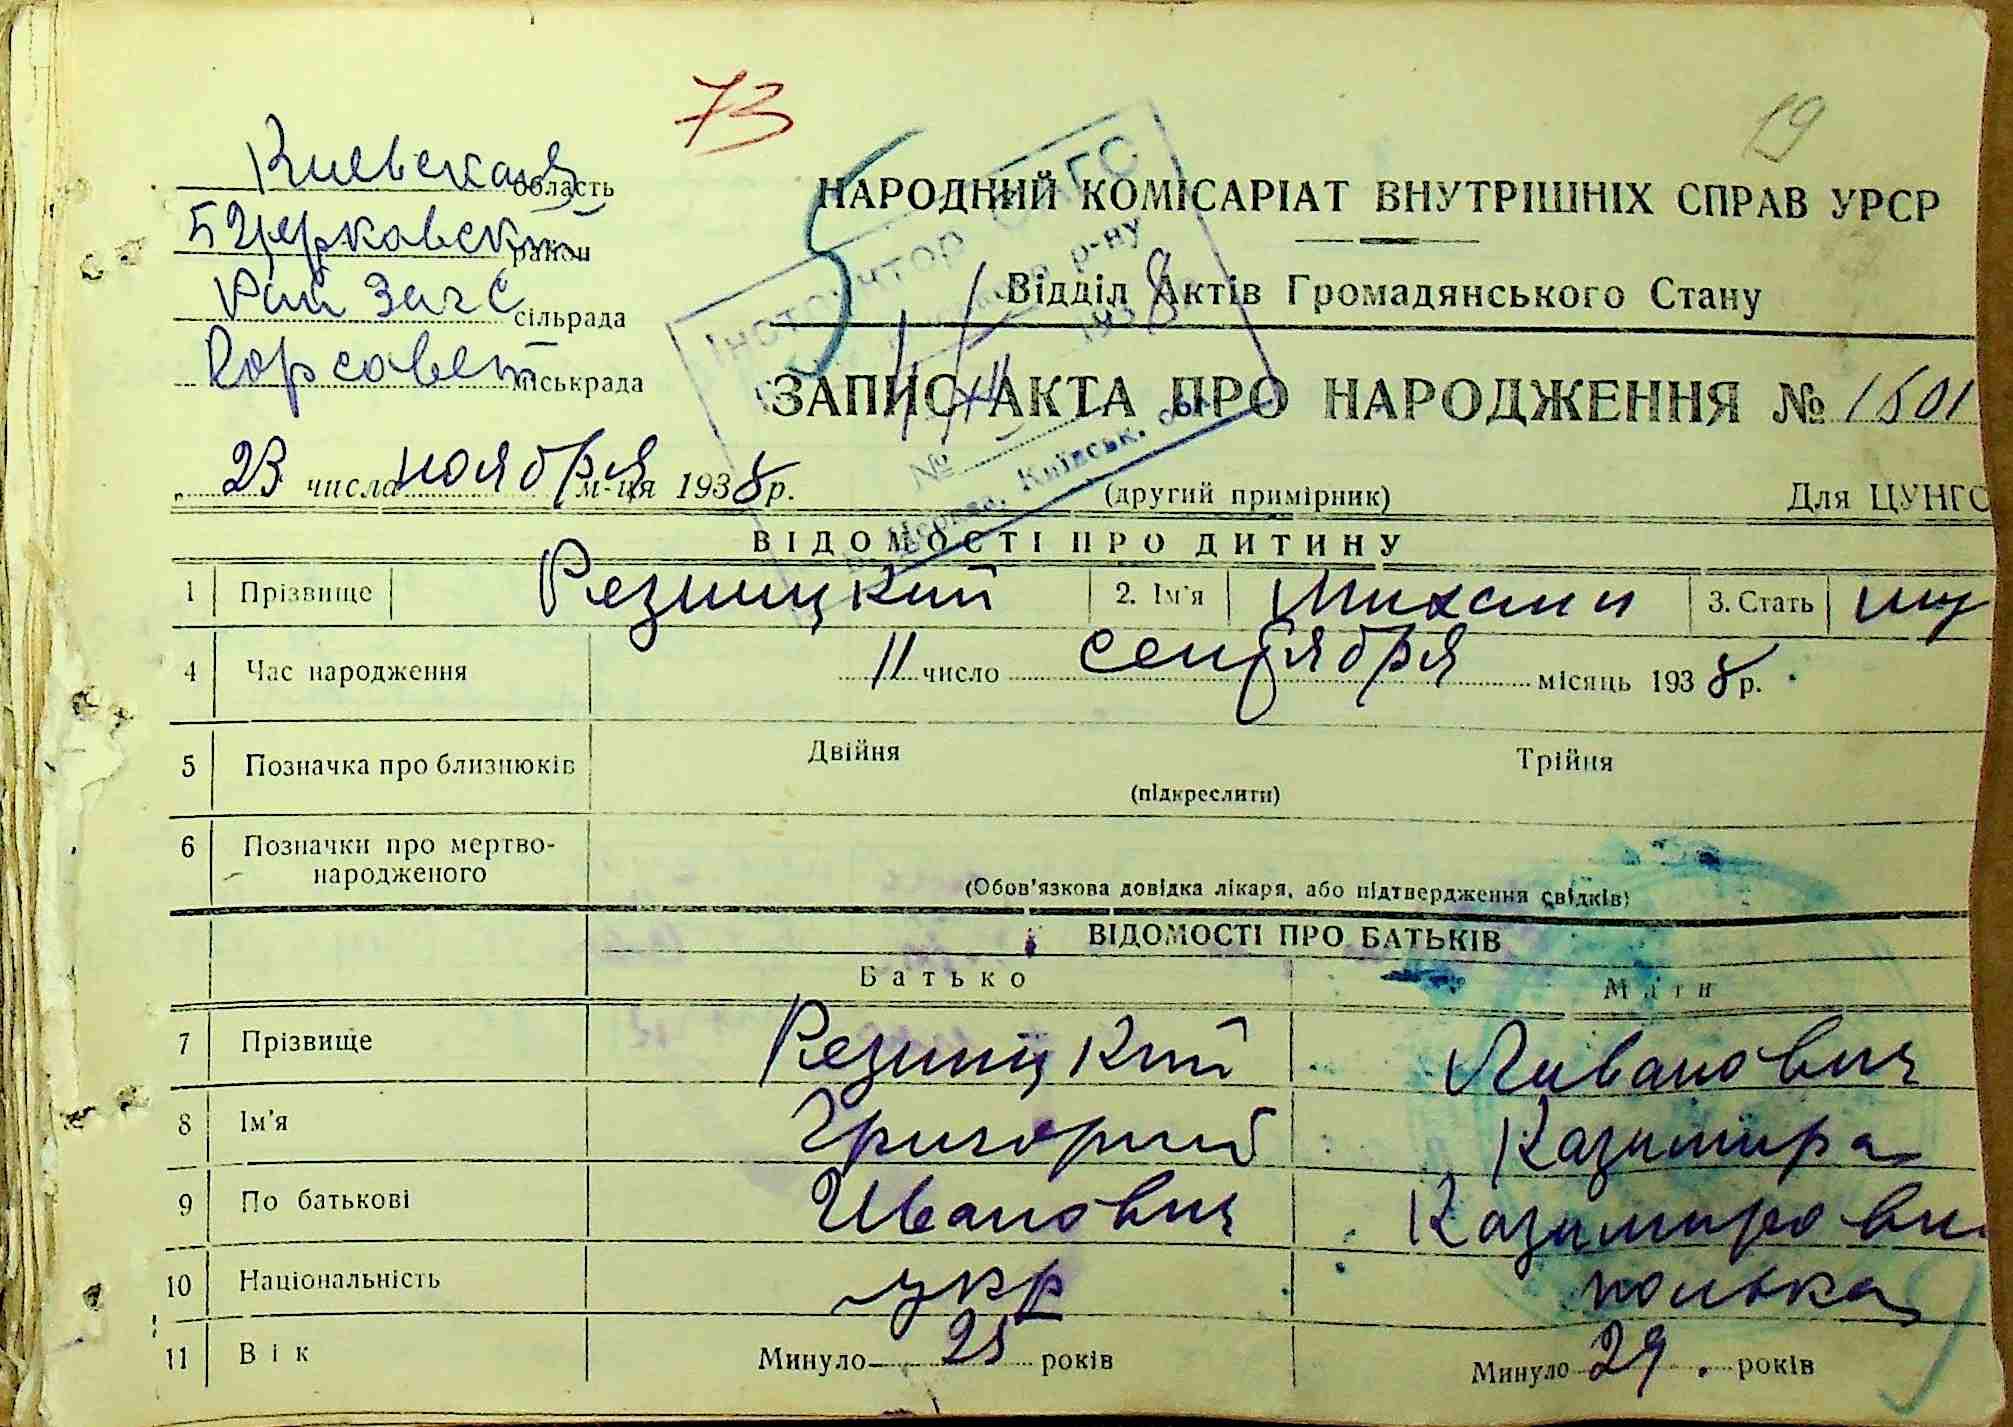 73
19
Киевская область
БЦерковский район
Рай Загс сільрада
Горсовет міськрада
НАРОДНИЙ КОМІСАРІАТ ВНУТРІШНІХ СПРАВ УРСР
Відділ Актів Громадянського Стану
ЗАПИС АКТА ПРО НАРОДЖЕННЯ № 1501
23 числа ноября м-ця 1938 р.
(другий примірник)
Для ЦУНГО
ВІДОМОСТІ ПРО ДИТИНУ
1 Прізвище Резницкий 2. Ім'я Михаил 3. Стать муж
4 Час народження 11 число сентября місяць 1938 р.
5 Позначка про близнюків Двійня Трійня
(підкреслити)
6 Позначки про мертво-
народженого
(Обов'язкова довідка лікаря, або підтвердження свідків)
ВІДОМОСТІ ПРО БАТЬКІВ
Батько Мати
7 Прізвище Резницкий Ливанович
8 Ім'я Григорий Казимира
9 По батькові Иванович Казимировн
10 Національність укр полька
11 Вік Минуло 25 років Минуло 29 років